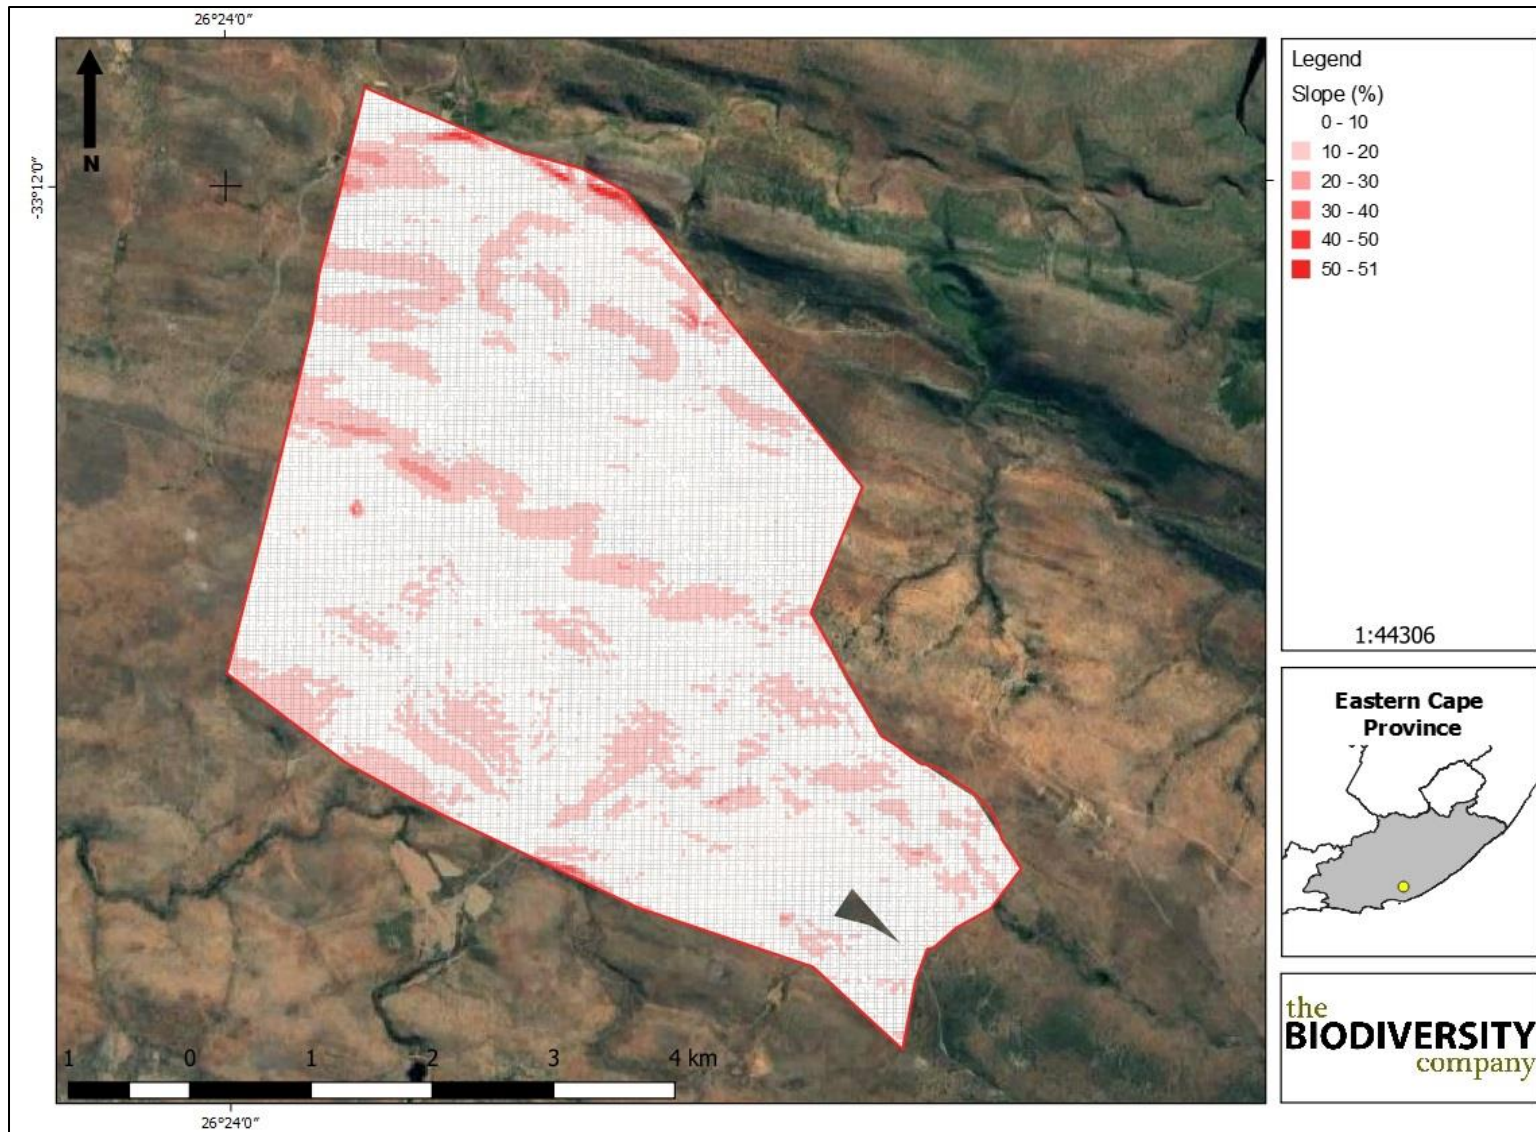 26°24'0"
-33°12'0"
N
1 0 1 2 3 4 km
26°24'0"
Legend
Slope (%)
0 - 10
10 - 20
20 - 30
30 - 40
40 - 50
50 - 51
1:44306
Eastern Cape
Province
the
BIODIVERSITY
company